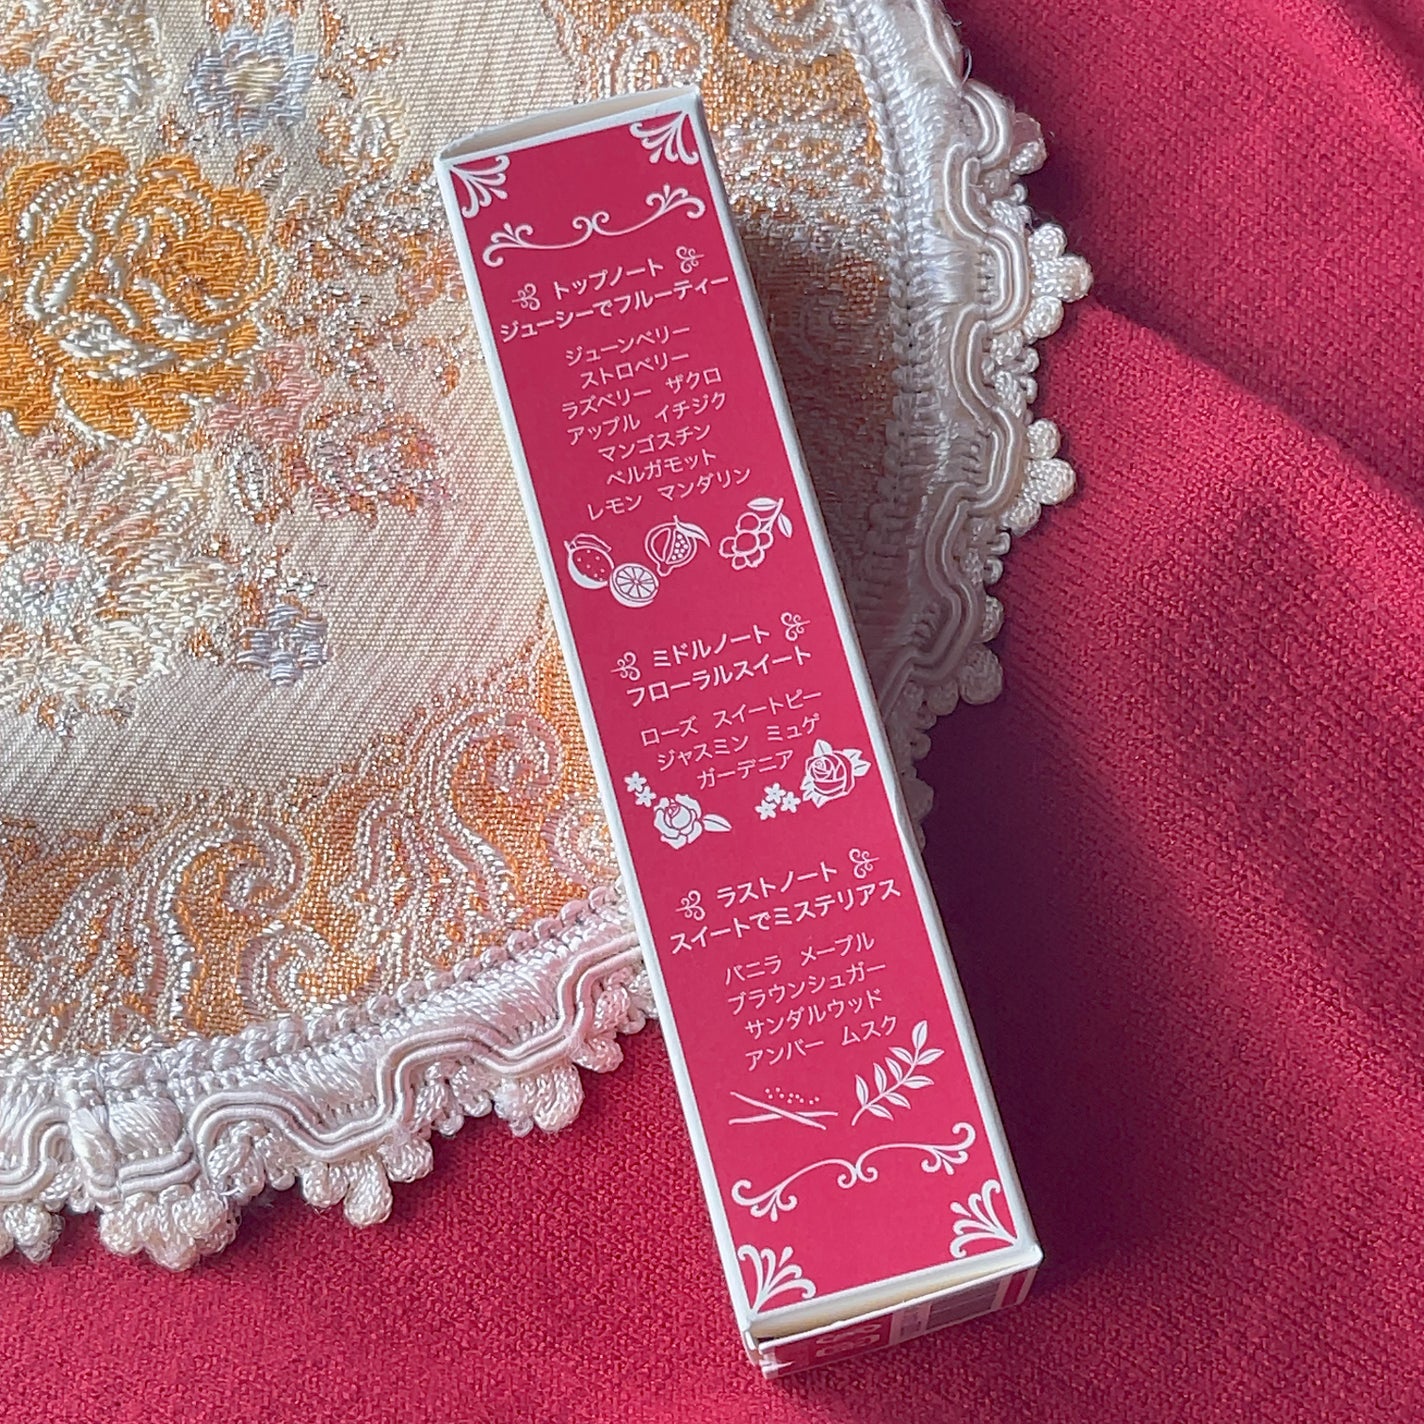 トップノート
ジューシーでフルーティー
ジューンベリー
ストロベリー
ラズベリー ザクロ
アップル イチジク
マンゴスチン
ベルガモット
レモン マンダリン
ミドルノート
フローラルスイート
ローズ スイートピー
ジャスミン ミュゲ
ガーデニア
ラストノート
スイートでミステリアス
バニラ メープル
ブラウンシュガー
サンダルウッド
アンバー ムスク